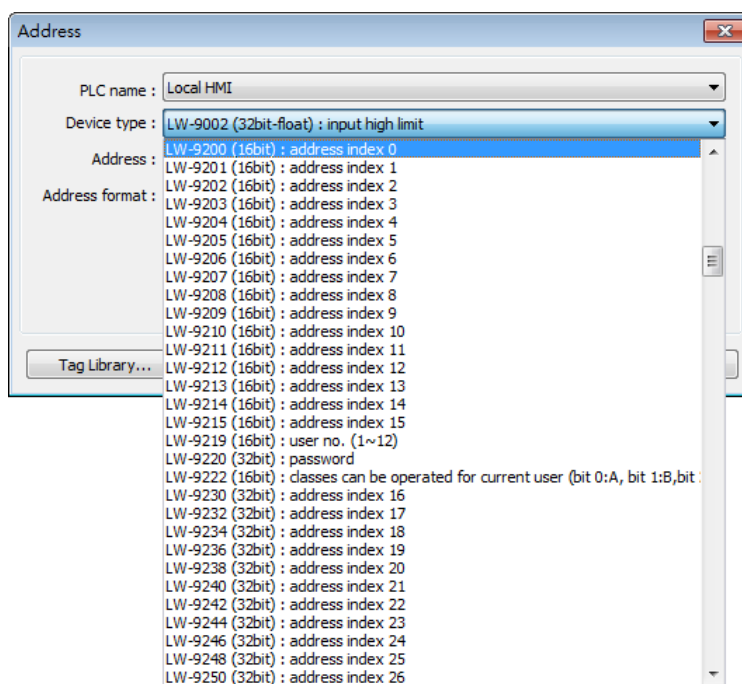 Address
PLC name : Local HMI
Device type : LW-9002 (32bit-float) : input high limit
Address :
Address format :
LW-9200 (16bit) : address index 0
LW-9201 (16bit) : address index 1
LW-9202 (16bit) : address index 2
LW-9203 (16bit) : address index 3
LW-9204 (16bit) : address index 4
LW-9205 (16bit) : address index 5
LW-9206 (16bit) : address index 6
LW-9207 (16bit) : address index 7
LW-9208 (16bit) : address index 8
LW-9209 (16bit) : address index 9
LW-9210 (16bit) : address index 10
LW-9211 (16bit) : address index 11
LW-9212 (16bit) : address index 12
LW-9213 (16bit) : address index 13
LW-9214 (16bit) : address index 14
LW-9215 (16bit) : address index 15
LW-9219 (16bit) : user no. (1~12)
LW-9220 (32bit) : password
LW-9222 (16bit) : classes can be operated for current user (bit 0:A, bit 1:B,bit
LW-9230 (32bit) : address index 16
LW-9232 (32bit) : address index 17
LW-9234 (32bit) : address index 18
LW-9236 (32bit) : address index 19
LW-9238 (32bit) : address index 20
LW-9240 (32bit) : address index 21
LW-9242 (32bit) : address index 22
LW-9244 (32bit) : address index 23
LW-9246 (32bit) : address index 24
LW-9248 (32bit) : address index 25
LW-9250 (32bit) : address index 26
Tag Library...